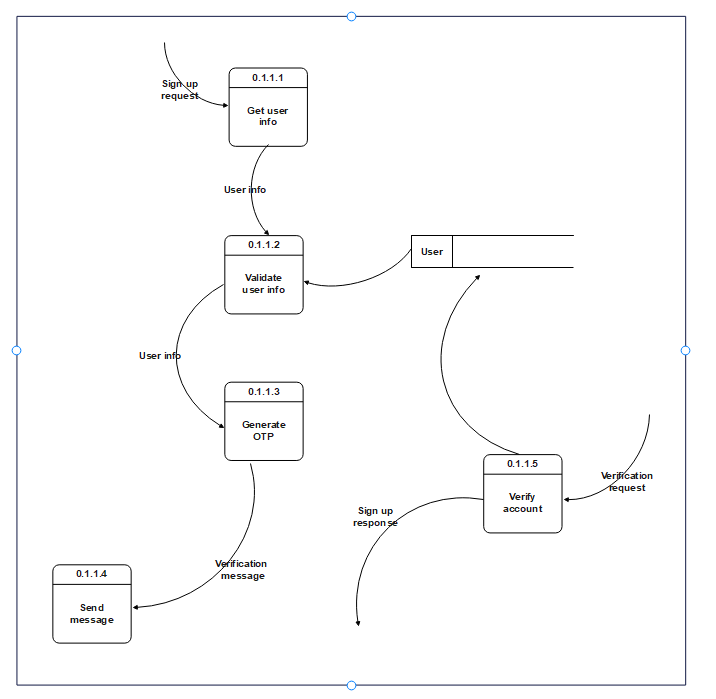 0.1.1.1
Sign up
request
Get user
info
User info
0.1.1.2
User
Validate
user info
User info
0.1.1.3
Generate
OTP
0.1.1.5
Verification
request
Verify
account
Sign up
response
Verification
message
0.1.1.4
Send
message